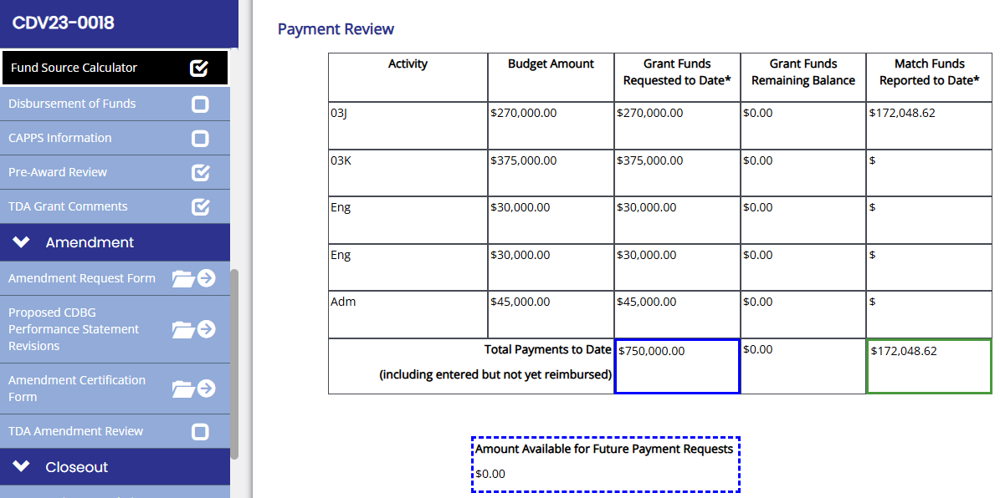 CDV23-0018
Fund Source Calculator
Disbursement of Funds
CAPPS Information
Pre-Award Review
TDA Grant Comments
Amendment
Amendment Request Form
Proposed CDBG
Performance Statement
Revisions
Amendment Certification
Form
TDA Amendment Review
Closeout
Payment Review
Activity Budget Amount Grant Funds Requested to Date* Grant Funds Remaining Balance Match Funds Reported to Date*
03J $270,000.00 $270,000.00 $0.00 $172,048.62
03K $375,000.00 $375,000.00 $0.00 $
Eng $30,000.00 $30,000.00 $0.00 $
Eng $30,000.00 $30,000.00 $0.00 $
Adm $45,000.00 $45,000.00 $0.00 $
Total Payments to Date $750,000.00 $0.00 $172,048.62
(including entered but not yet reimbursed)
Amount Available for Future Payment Requests
$0.00